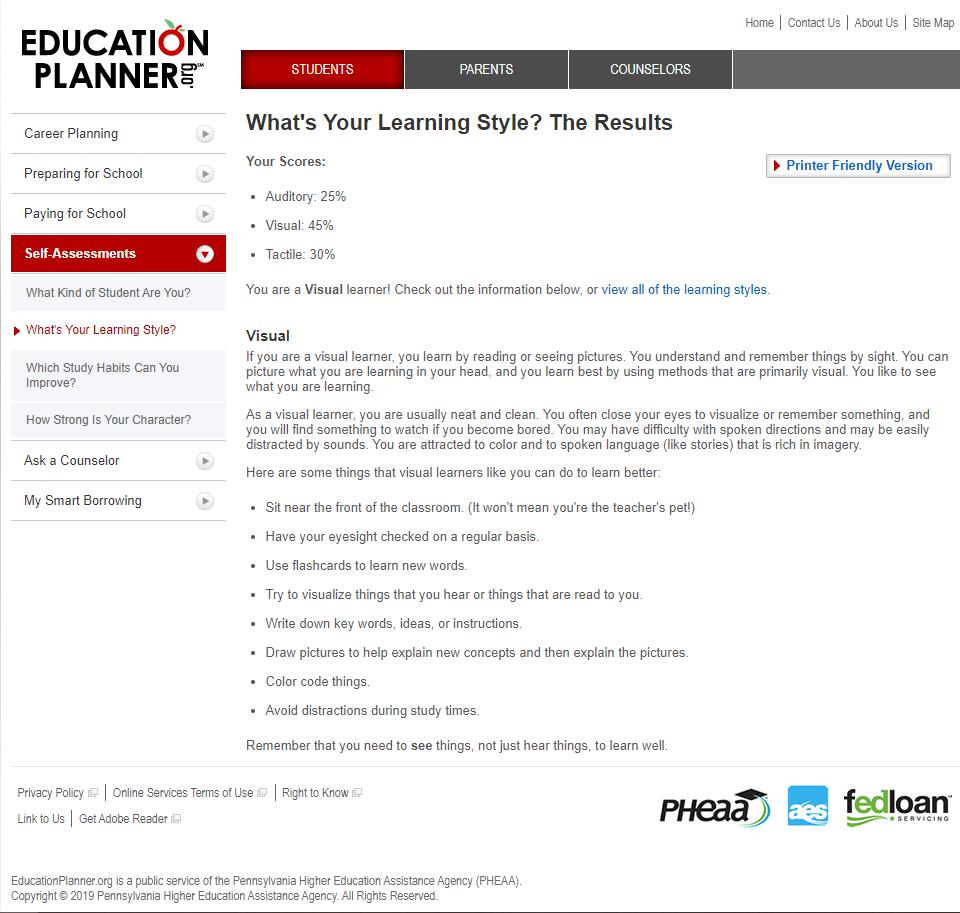 Home | Contact Us | About Us | Site Map
EDUCATION
PLANNER.org SM
STUDENTS
PARENTS
COUNSELORS
Career Planning
Preparing for School
Paying for School
Self-Assessments
What Kind of Student Are You?
What's Your Learning Style?
Which Study Habits Can You
Improve?
How Strong Is Your Character?
Ask a Counselor
My Smart Borrowing
What's Your Learning Style? The Results
Your Scores:
Printer Friendly Version
• Auditory: 25%
• Visual: 45%
• Tactile: 30%
You are a Visual learner! Check out the information below, or view all of the learning styles.
Visual
If you are a visual learner, you learn by reading or seeing pictures. You understand and remember things by sight. You can
picture what you are learning in your head, and you learn best by using methods that are primarily visual. You like to see
what you are learning.
As a visual learner, you are usually neat and clean. You often close your eyes to visualize or remember something, and
you will find something to watch if you become bored. You may have difficulty with spoken directions and may be easily
distracted by sounds. You are attracted to color and to spoken language (like stories) that is rich in imagery.
Here are some things that visual learners like you can do to learn better:
• Sit near the front of the classroom. (It won't mean you're the teacher's pet!)
• Have your eyesight checked on a regular basis.
• Use flashcards to learn new words.
• Try to visualize things that you hear or things that are read to you.
• Write down key words, ideas, or instructions.
• Draw pictures to help explain new concepts and then explain the pictures.
• Color code things.
• Avoid distractions during study times.
Remember that you need to see things, not just hear things, to learn well.
Privacy Policy | Online Services Terms of Use | Right to Know
Link to Us | Get Adobe Reader
PHEAA
aes
fedloan
SERVICING
EducationPlanner.org is a public service of the Pennsylvania Higher Education Assistance Agency (PHEAA).
Copyright © 2019 Pennsylvania Higher Education Assistance Agency. All Rights Reserved.